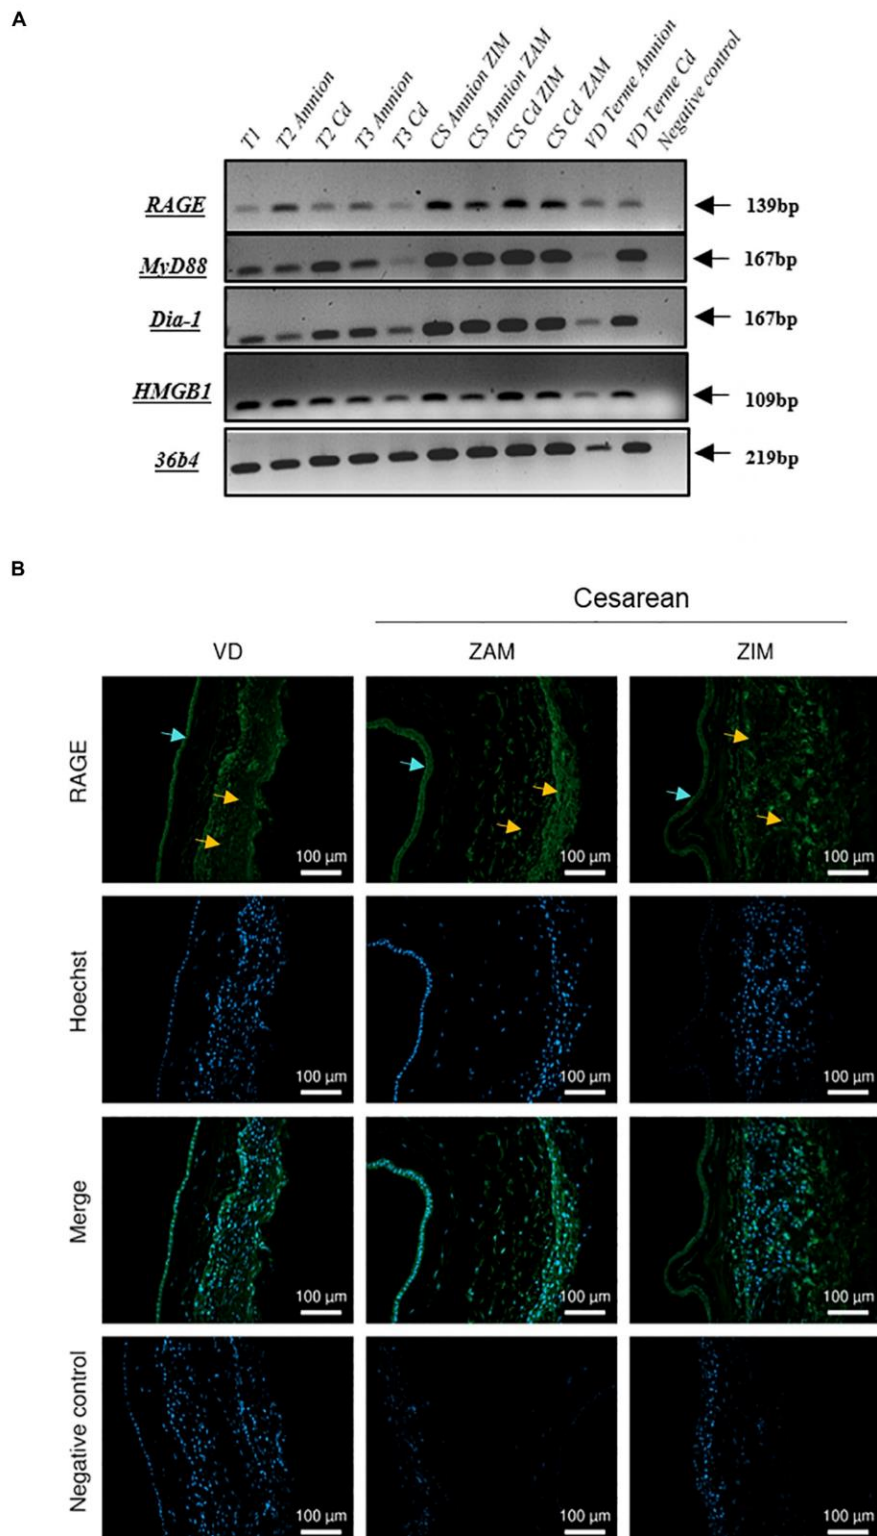 A
T1
T2 Amnion
T2 Cd
T3 Amnion
T3 Cd
CS Amnion ZIM
CS Amnion ZAM
CS Cd ZIM
CS Cd ZAM
VD Terme Amnion
VD Terme Cd
Negative control
RAGE 139bp
MyD88 167bp
Dia-1 167bp
HMGB1 109bp
36b4 219bp
B
Cesarean
VD ZAM ZIM
RAGE
100 µm 100 µm 100 µm
Hoechst
100 µm 100 µm 100 µm
Merge
100 µm 100 µm 100 µm
Negative control
100 µm 100 µm 100 µm